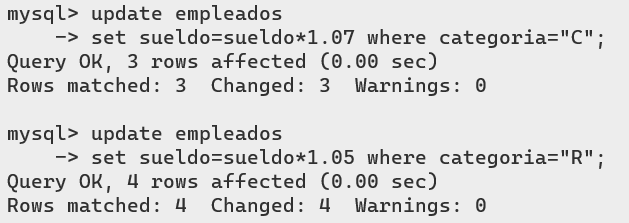 mysql> update empleados
    -> set sueldo=sueldo*1.07 where categoria="C";
Query OK, 3 rows affected (0.00 sec)
Rows matched: 3  Changed: 3  Warnings: 0

mysql> update empleados
    -> set sueldo=sueldo*1.05 where categoria="R";
Query OK, 4 rows affected (0.00 sec)
Rows matched: 4  Changed: 4  Warnings: 0